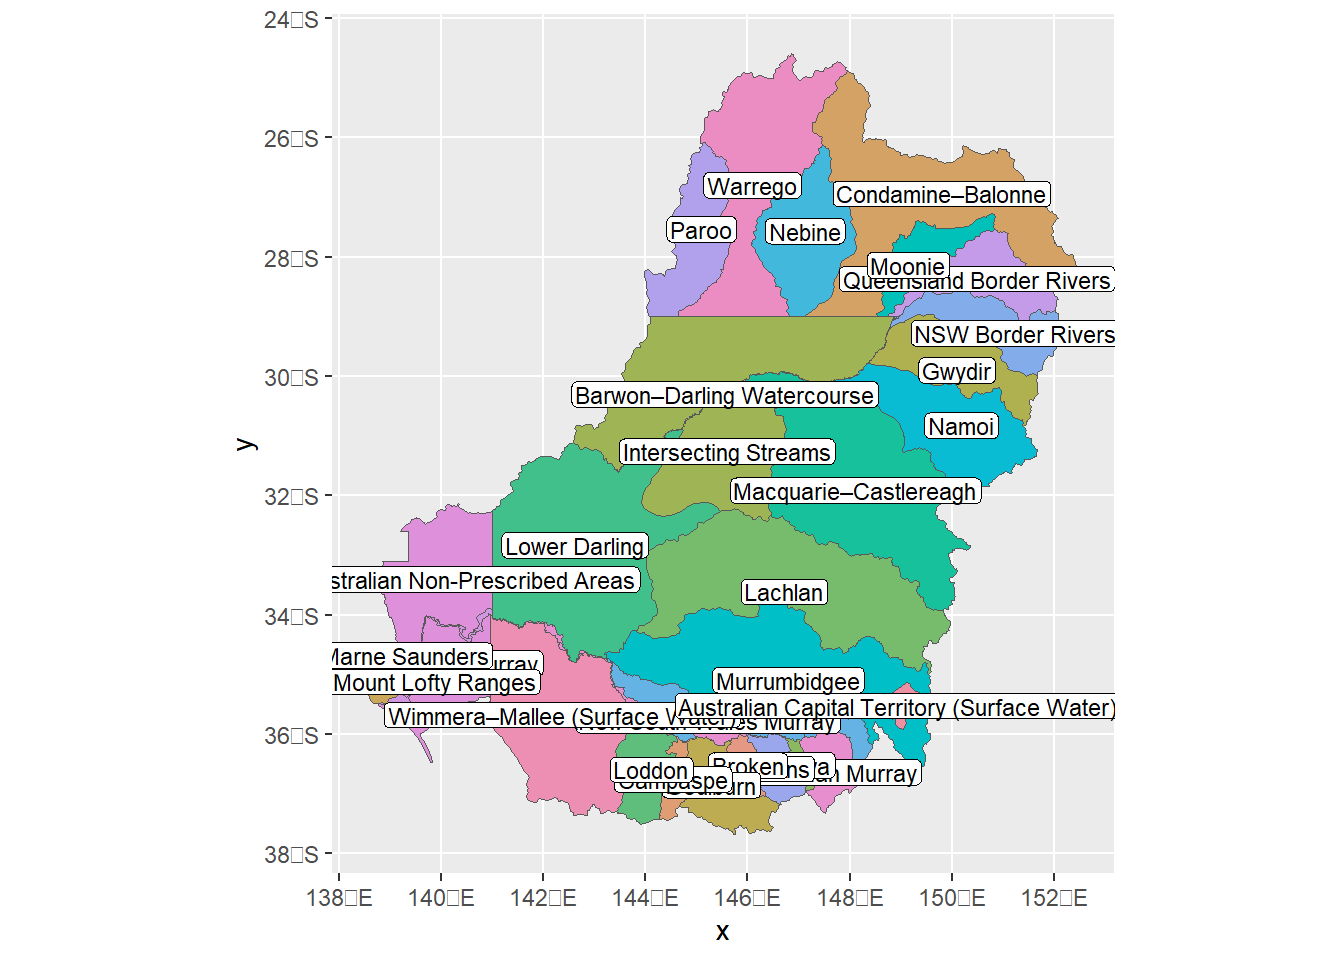 24□S
26□S
28□S
30□S
32□S
34□S
36□S
38□S
y
Warrego
Condamine–Balonne
Paroo
Nebine
Moonie
Queensland Border Rivers
NSW Border Rivers
Gwydir
Barwon–Darling Watercourse
Namoi
Intersecting Streams
Macquarie–Castlereagh
Lower Darling
stralian Non-Prescribed Areas
Lachlan
Marne Saunders
urray
Mount Lofty Ranges
Murrumbidgee
Australian Capital Territory (Surface Water)
Wimmera–Mallee (Surface Water)
Murray
Broken
Loddon
an Murray
138□E
140□E
142□E
144□E
146□E
148□E
150□E
152□E
x